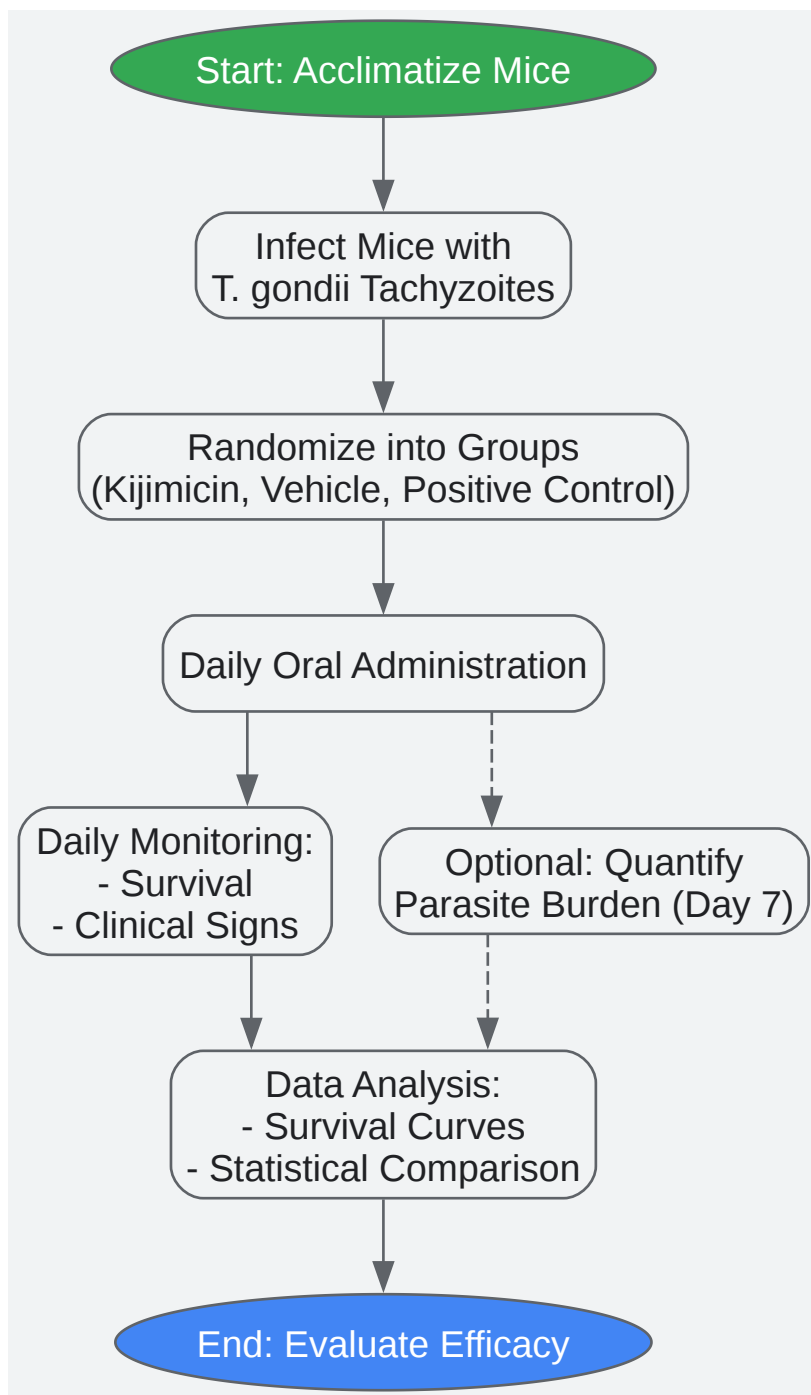 Start: Acclimatize Mice
Infect Mice with
T. gondii Tachyzoites
Randomize into Groups
(Kijimicin, Vehicle, Positive Control)
Daily Oral Administration
Daily Monitoring:
- Survival
- Clinical Signs
Optional: Quantify
Parasite Burden (Day 7)
Data Analysis:
- Survival Curves
- Statistical Comparison
End: Evaluate Efficacy